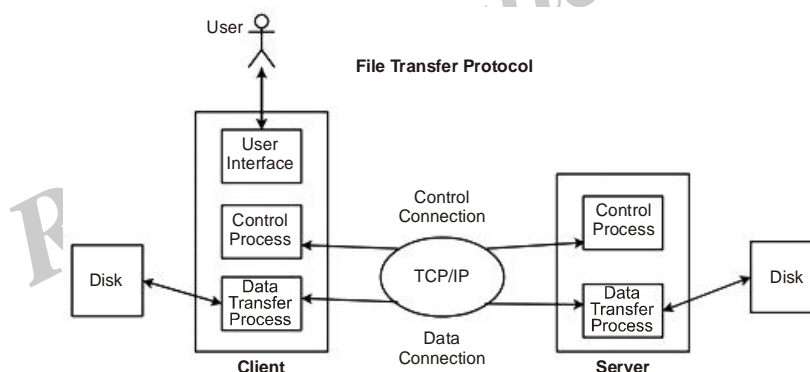 User
File Transfer Protocol
User
Interface
Control
Process
Data
Transfer
Process
Disk
Client
Control
Connection
TCP/IP
Data
Connection
Control
Process
Data
Transfer
Process
Disk
Server